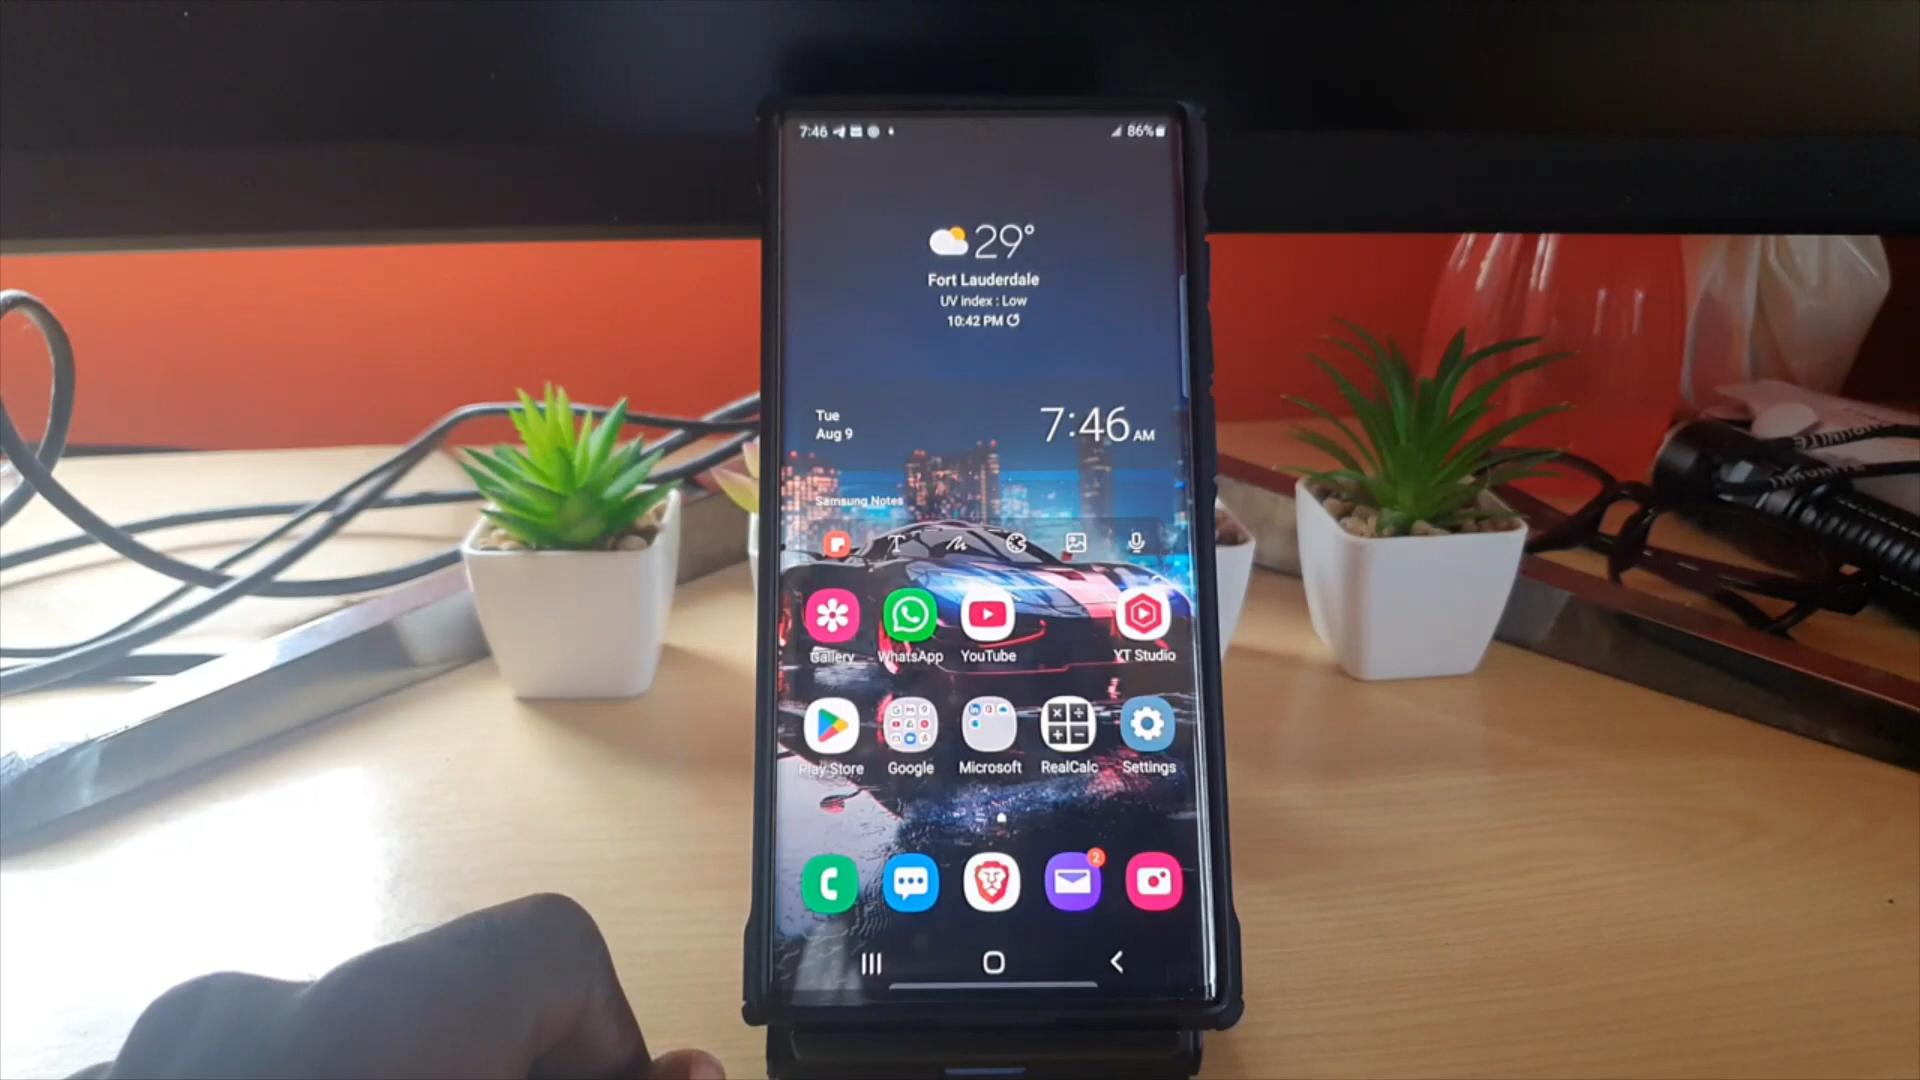 7:46
86%
29°
Fort Lauderdale
UV index : Low
10:42 PM
Tue
Aug 9
7:46 AM
Samsung Notes
T
Gallery WhatsApp YouTube YT Studio
Play Store Google Microsoft RealCalc Settings
2